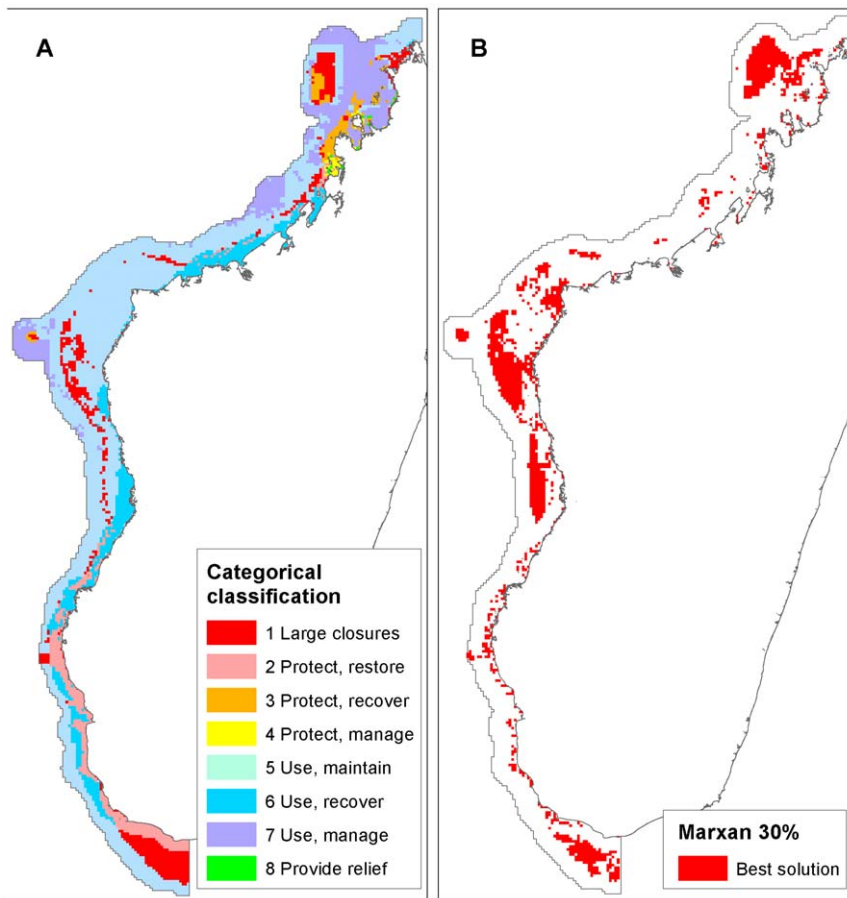 A
Categorical
classification
1 Large closures
2 Protect, restore
3 Protect, recover
4 Protect, manage
5 Use, maintain
6 Use, recover
7 Use, manage
8 Provide relief
B
Marxan 30%
Best solution